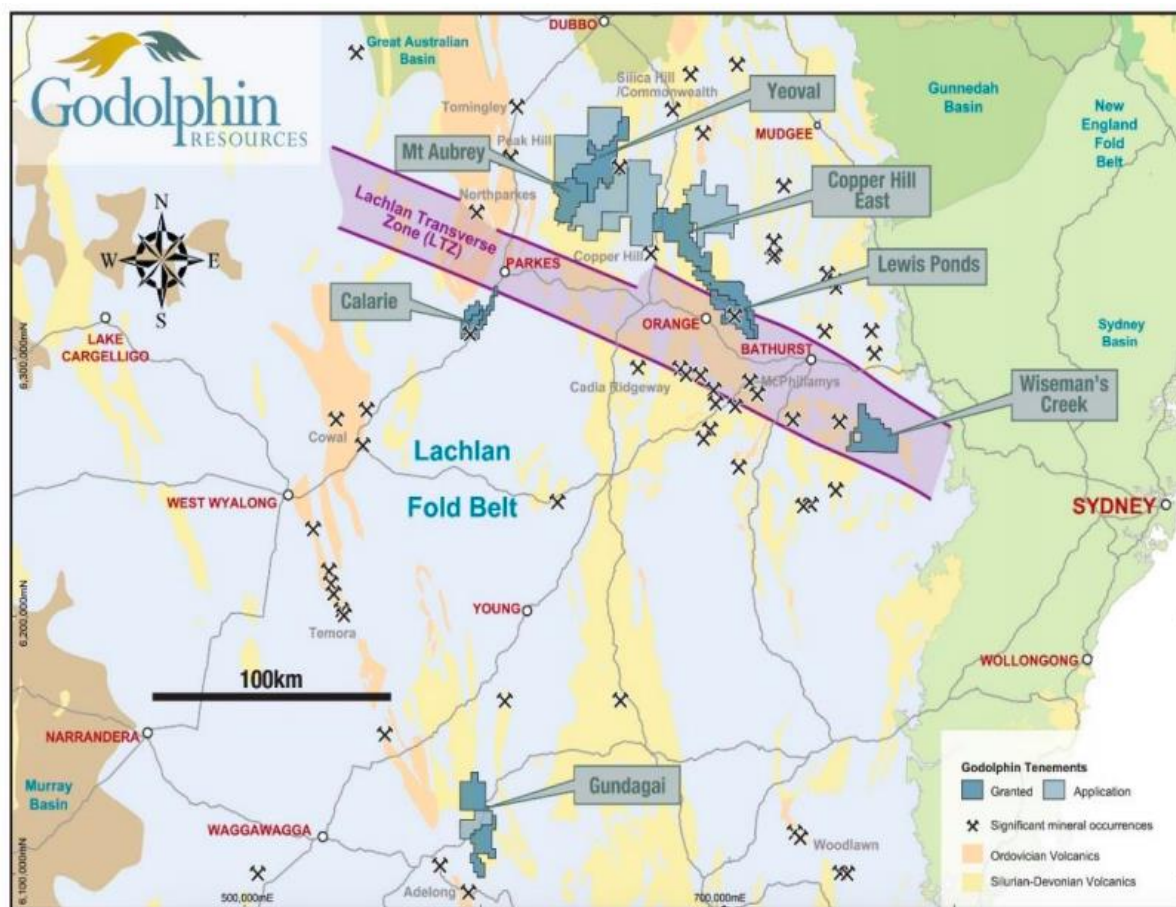 Godolphin
RESOURCES
DUBBO
Great Australian
Basin
Silica Hill
/Commonwealth
Yeoval
Gunnedah
Basin
New
England
Fold
Belt
Tomingley
MUDGEE
Peak Hill
Mt Aubrey
Copper Hill
East
Northparkes
Lachlan Transverse
Zone (LTZ)
N
W
E
S
Copper Hill
PARKES
Lewis Ponds
Calarie
ORANGE
LAKE
CARGELLIGO
BATHURST
Sydney
Basin
6,300,000mN
Cadia Ridgeway
McPhillamys
Wiseman's
Creek
Cowal
Lachlan
Fold Belt
WEST WYALONG
SYDNEY
YOUNG
6,200,000mN
Temora
WOLLONGONG
100km
NARRANDERA
Murray
Basin
Gundagai
WAGGAWAGGA
Woodlawn
Adelong
6,100,000mN
500,000mE
700,000mE
Godolphin Tenements
Granted
Application
Significant mineral occurrences
Ordovician Volcanics
Silurian-Devonian Volcanics